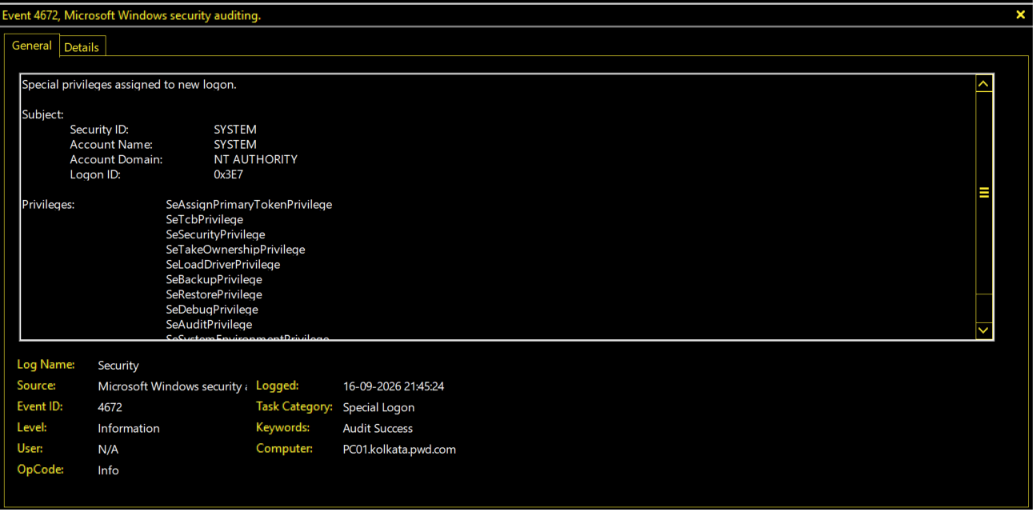 Event 4672, Microsoft Windows security auditing.
General Details
Special privileges assigned to new logon.
Subject:
Security ID: SYSTEM
Account Name: SYSTEM
Account Domain: NT AUTHORITY
Logon ID: 0x3E7
Privileges: SeAssignPrimaryTokenPrivilege
SeTcbPrivilege
SeSecurityPrivilege
SeTakeOwnershipPrivilege
SeLoadDriverPrivilege
SeBackupPrivilege
SeRestorePrivilege
SeDebugPrivilege
SeAuditPrivilege
SeSystemEnvironmentPrivilege
Log Name: Security
Source: Microsoft Windows security Logged: 16-09-2026 21:45:24
Event ID: 4672 Task Category: Special Logon
Level: Information Keywords: Audit Success
User: N/A Computer: PC01.kolkata.pwd.com
OpCode: Info